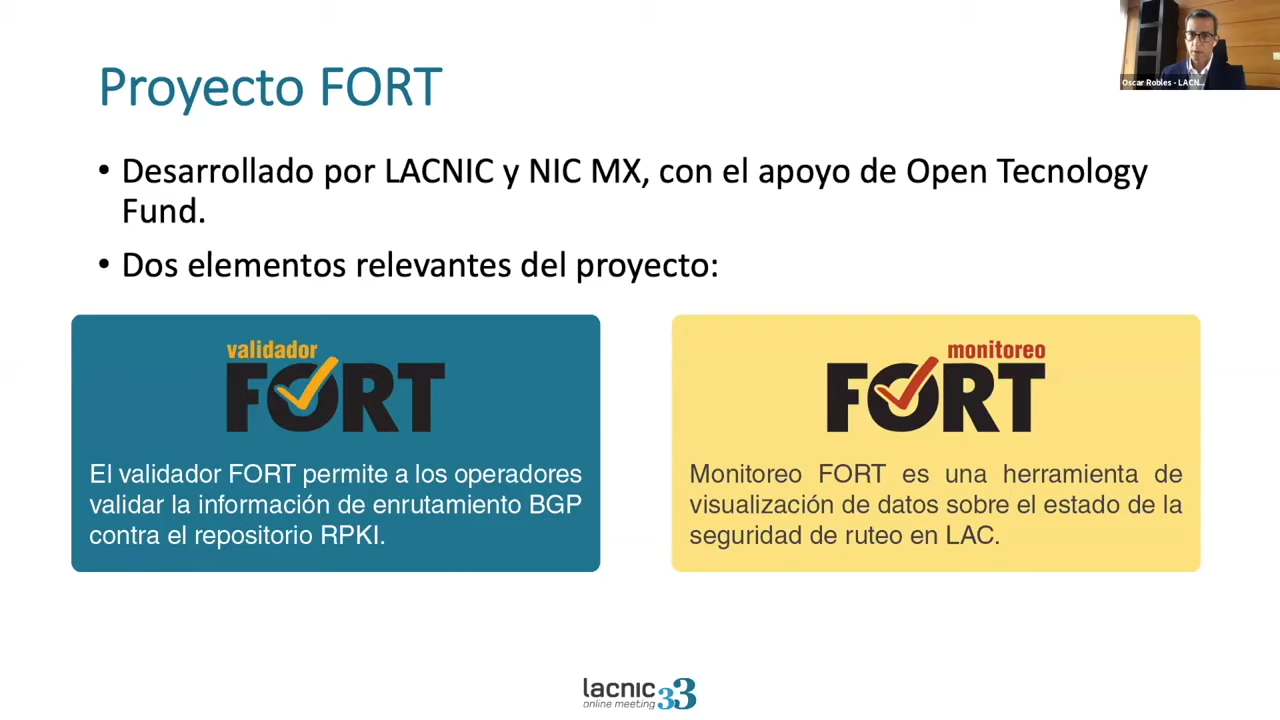 Oscar Robles - LACN...
Proyecto FORT
• Desarrollado por LACNIC y NIC MX, con el apoyo de Open Tecnology
Fund.
• Dos elementos relevantes del proyecto:
validador
FORT
El validador FORT permite a los operadores
validar la información de enrutamiento BGP
contra el repositorio RPKI.
monitoreo
FORT
Monitoreo FORT es una herramienta de
visualización de datos sobre el estado de la
seguridad de ruteo en LAC.
lacnic 33
online meeting